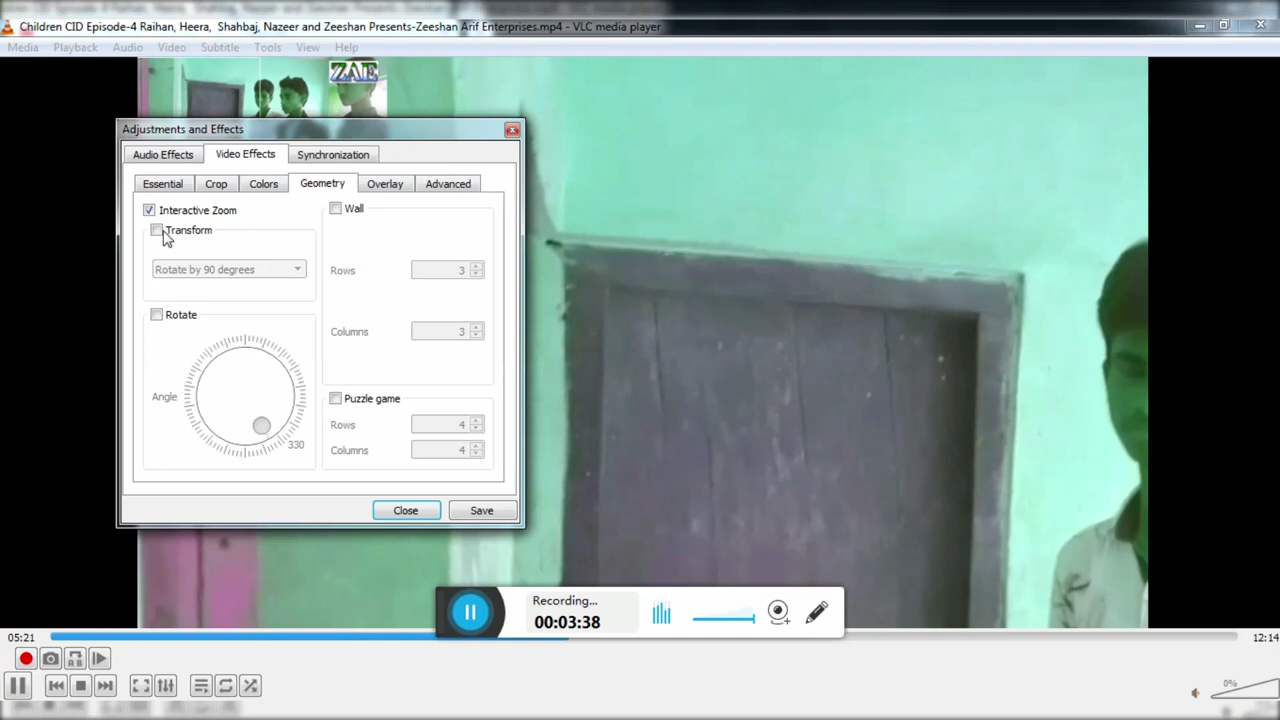 Children CID Episode-4 Raihan, Heera, Shahbaj, Nazeer and Zeeshan Presents-Zeeshan Arif Enterprises.mp4 - VLC media player
Media Playback Audio Video Subtitle Tools View Help
ZAE
Adjustments and Effects
Audio Effects Video Effects Synchronization
Essential Crop Colors Geometry Overlay Advanced
Interactive Zoom
Transform
Rotate by 90 degrees
Rotate
Angle
330
Wall
Rows 3
Columns 3
Puzzle game
Rows 4
Columns 4
Close Save
Recording...
00:03:38
05:21 12:14
A B
0%